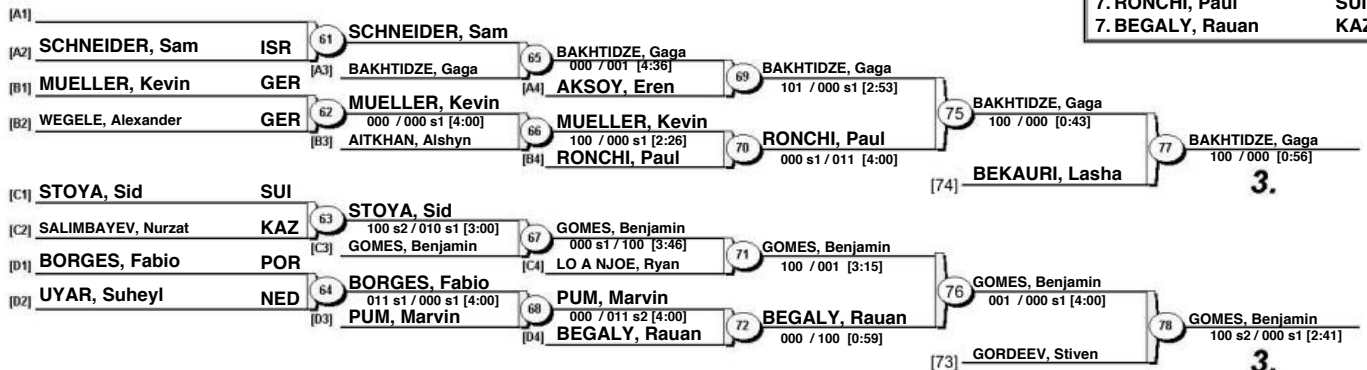 7. RONCHI, Paul SUI
7. BEGALY, Rauan KAZ
[A1]
[A2] SCHNEIDER, Sam ISR
61 SCHNEIDER, Sam
[A3] BAKHTIDZE, Gaga
65 BAKHTIDZE, Gaga
000 / 001 [4:36]
[A4] AKSOY, Eren
69 BAKHTIDZE, Gaga
101 / 000 s1 [2:53]
[B1] MUELLER, Kevin GER
[B2] WEGELE, Alexander GER
62 MUELLER, Kevin
000 / 000 s1 [4:00]
[B3] AITKHAN, Alshyn
66 MUELLER, Kevin
100 / 000 s1 [2:26]
[B4] RONCHI, Paul
70 RONCHI, Paul
000 s1 / 011 [4:00]
75 BAKHTIDZE, Gaga
100 / 000 [0:43]
[74] BEKAURI, Lasha
77 BAKHTIDZE, Gaga
100 / 000 [0:56]
3.
[C1] STOYA, Sid SUI
[C2] SALIMBAYEV, Nurzat KAZ
63 STOYA, Sid
100 s2 / 010 s1 [3:00]
[C3] GOMES, Benjamin
67 GOMES, Benjamin
000 s1 / 100 [3:46]
[C4] LO A NJOE, Ryan
71 GOMES, Benjamin
100 / 001 [3:15]
[D1] BORGES, Fabio POR
[D2] UYAR, Suheyl NED
64 BORGES, Fabio
011 s1 / 000 s1 [4:00]
[D3] PUM, Marvin
68 PUM, Marvin
000 / 011 s2 [4:00]
[D4] BEGALY, Rauan
72 BEGALY, Rauan
000 / 100 [0:59]
76 GOMES, Benjamin
001 / 000 s1 [4:00]
[73] GORDEEV, Stiven
78 GOMES, Benjamin
100 s2 / 000 s1 [2:41]
3.